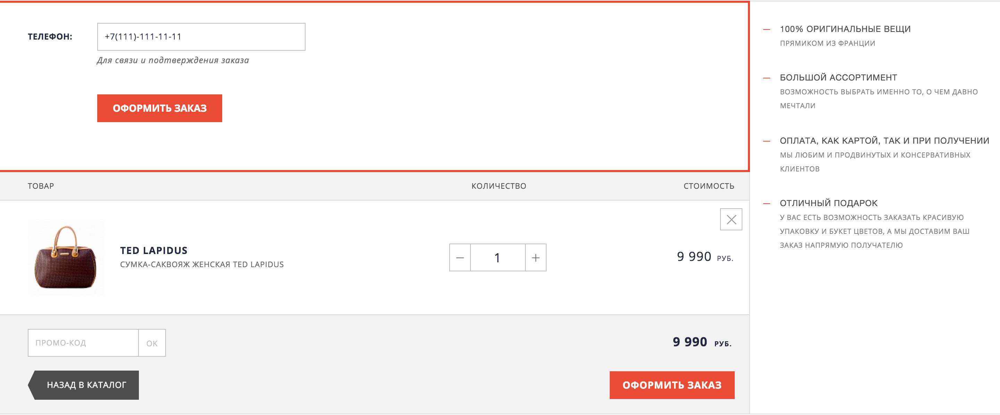 ТЕЛЕФОН:
+7(111)-111-11-11
Для связи и подтверждения заказа
ОФОРМИТЬ ЗАКАЗ
ТОВАР КОЛИЧЕСТВО СТОИМОСТЬ
TED LAPIDUS
СУМКА-САКВОЯЖ ЖЕНСКАЯ TED LAPIDUS
− 1 +
9 990 РУБ.
ПРОМО-КОД ОК
9 990 РУБ.
НАЗАД В КАТАЛОГ
ОФОРМИТЬ ЗАКАЗ
— 100% ОРИГИНАЛЬНЫЕ ВЕЩИ
ПРЯМИКОМ ИЗ ФРАНЦИИ
— БОЛЬШОЙ АССОРТИМЕНТ
ВОЗМОЖНОСТЬ ВЫБРАТЬ ИМЕННО ТО, О ЧЕМ ДАВНО
МЕЧТАЛИ
— ОПЛАТА, КАК КАРТОЙ, ТАК И ПРИ ПОЛУЧЕНИИ
МЫ ЛЮБИМ И ПРОДВИНУТЫХ И КОНСЕРВАТИВНЫХ
КЛИЕНТОВ
— ОТЛИЧНЫЙ ПОДАРОК
У ВАС ЕСТЬ ВОЗМОЖНОСТЬ ЗАКАЗАТЬ КРАСИВУЮ
УПАКОВКУ И БУКЕТ ЦВЕТОВ, А МЫ ДОСТАВИМ ВАШ
ЗАКАЗ НАПРЯМУЮ ПОЛУЧАТЕЛЮ